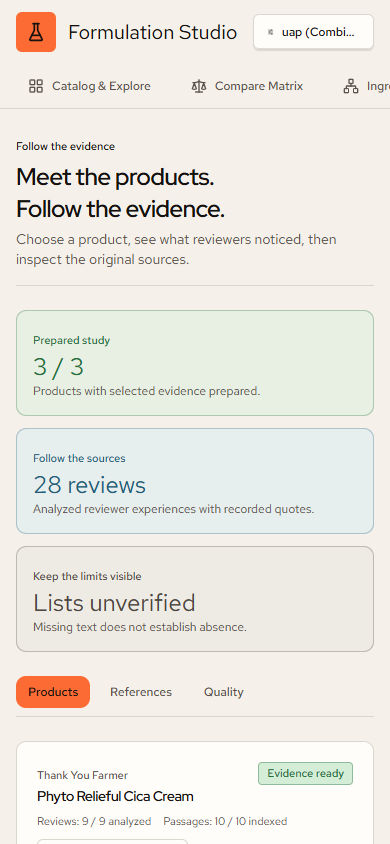 Formulation Studio
uap (Combi...
Catalog & Explore
Compare Matrix
Ingr
Follow the evidence
Meet the products.
Follow the evidence.
Choose a product, see what reviewers noticed, then
inspect the original sources.
Prepared study
3 / 3
Products with selected evidence prepared.
Follow the sources
28 reviews
Analyzed reviewer experiences with recorded quotes.
Keep the limits visible
Lists unverified
Missing text does not establish absence.
Products
References
Quality
Evidence ready
Thank You Farmer
Phyto Relieful Cica Cream
Reviews: 9 / 9 analyzed
Passages: 10 / 10 indexed